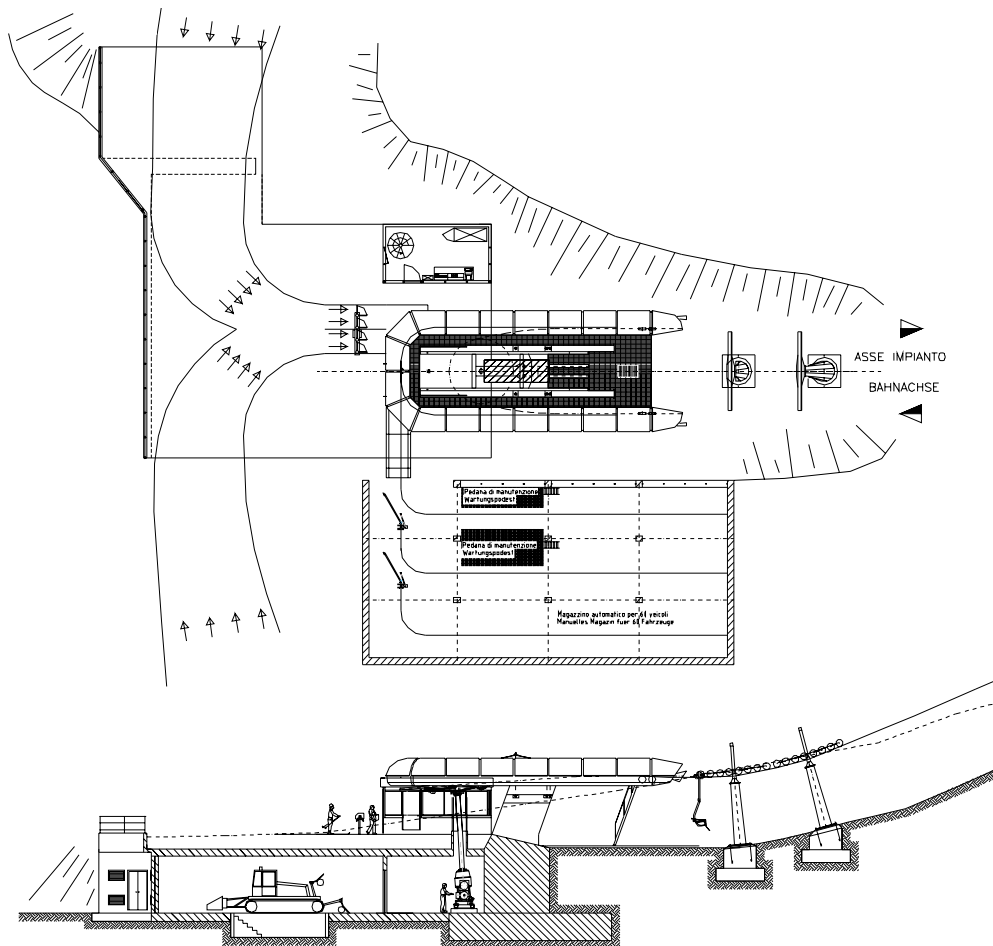 ASSE IMPIANTO
BAHNACHSE
Pedana di manutenzione
Wartungspodest
Pedana di manutenzione
Wartungspodest
Magazzino automatico per 61 veicoli
Manuelles Magazin fuer 61 Fahrzeuge